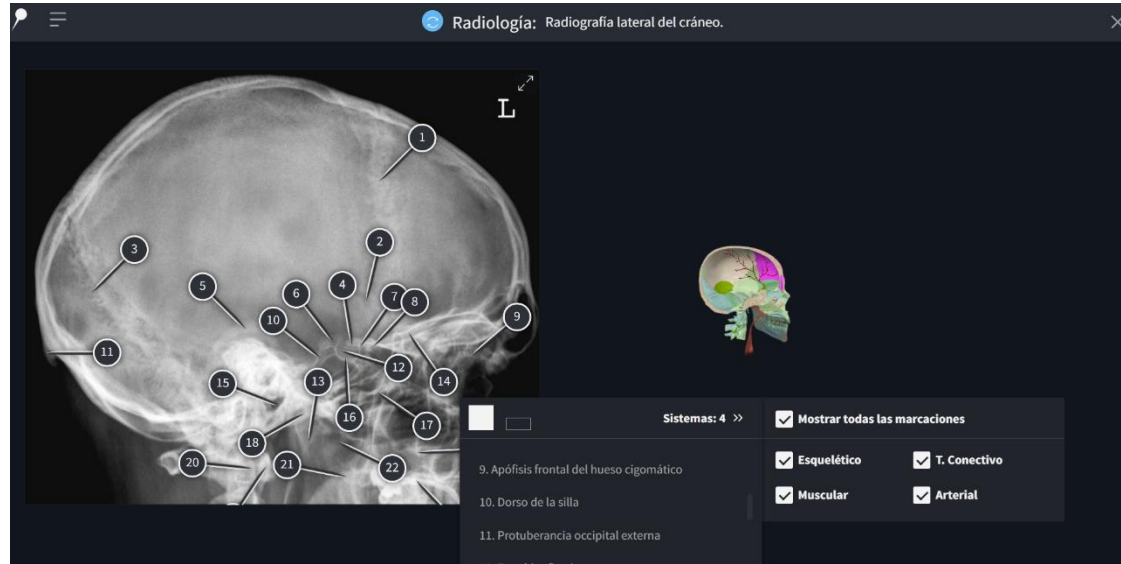 Radiología: Radiografía lateral del cráneo.
L
1
2
3
4
5
6
7
8
9
10
11
12
13
14
15
16
17
18
20
21
22
Sistemas: 4 >>
Mostrar todas las marcaciones
9. Apófisis frontal del hueso cigomático
10. Dorso de la silla
11. Protuberancia occipital externa
Esquelético
T. Conectivo
Muscular
Arterial